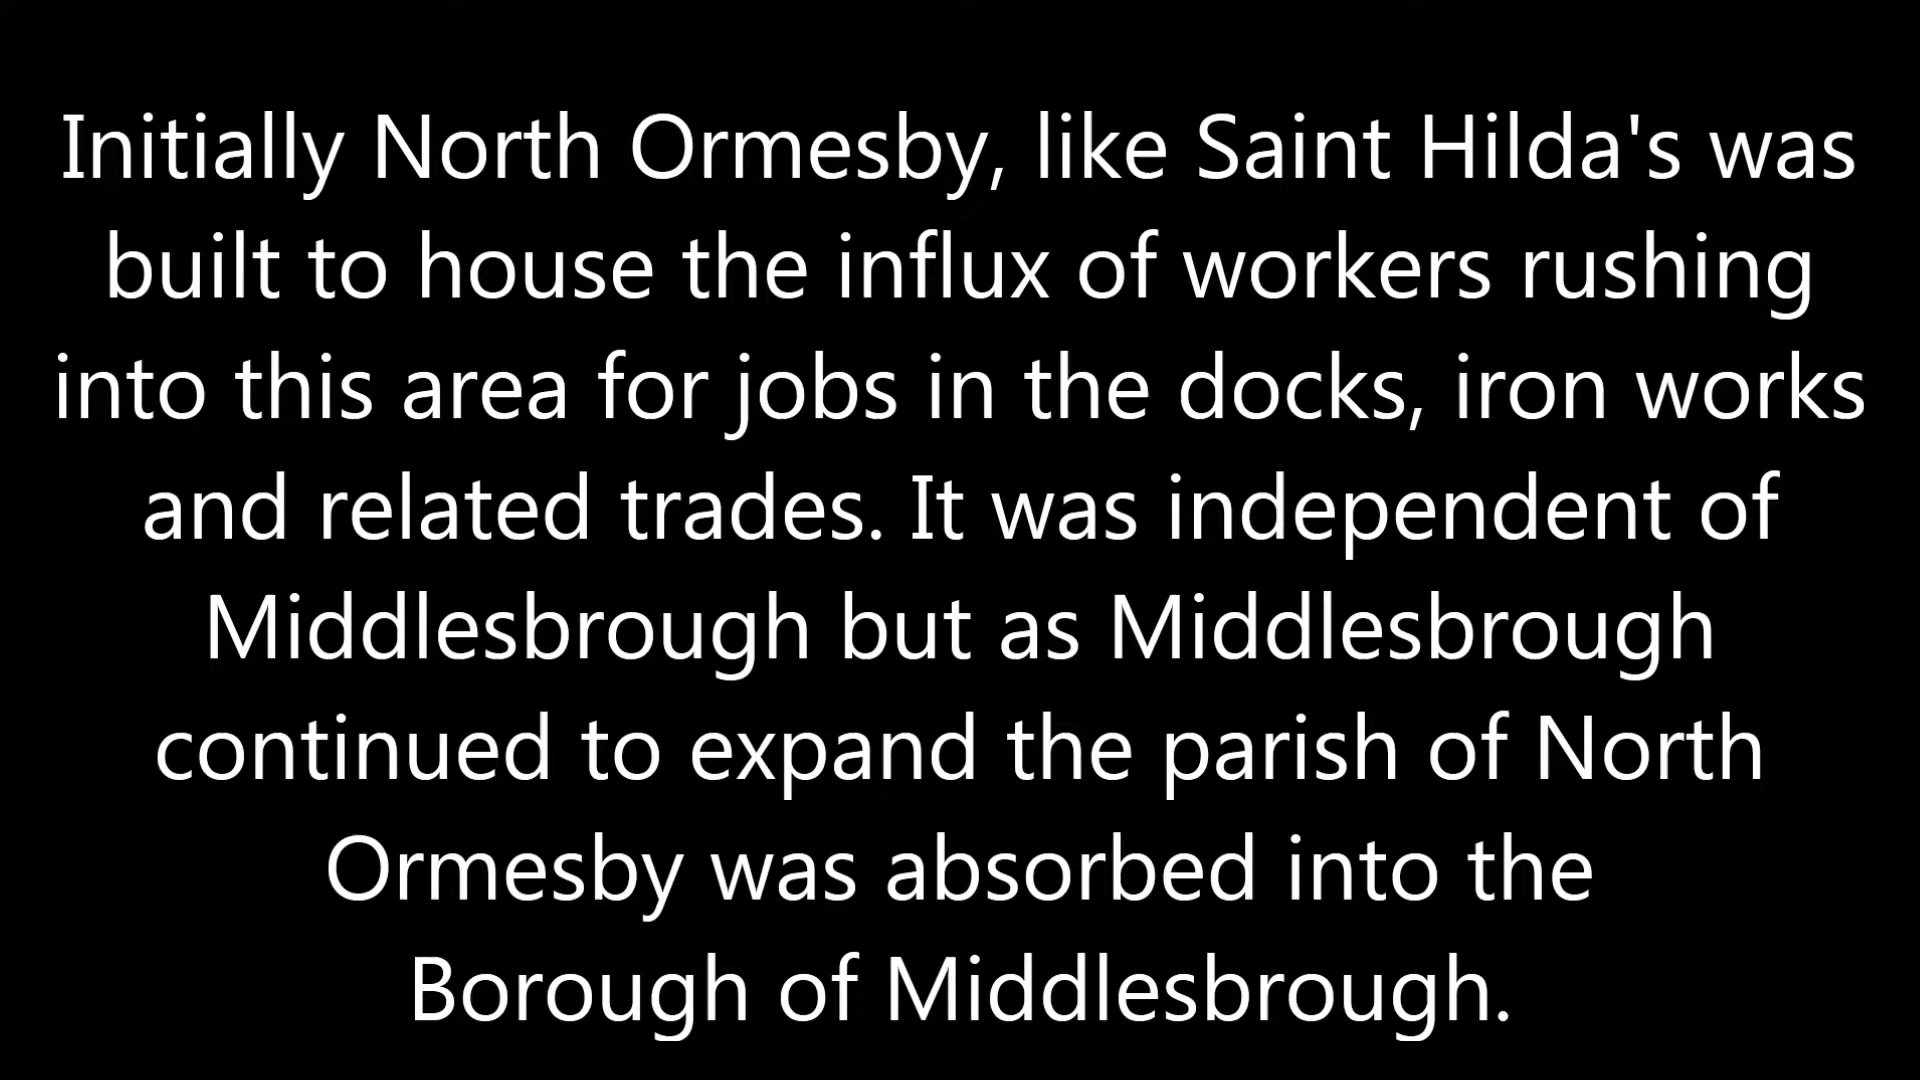 Initially North Ormesby, like Saint Hilda's was
built to house the influx of workers rushing
into this area for jobs in the docks, iron works
and related trades. It was independent of
Middlesbrough but as Middlesbrough
continued to expand the parish of North
Ormesby was absorbed into the
Borough of Middlesbrough.